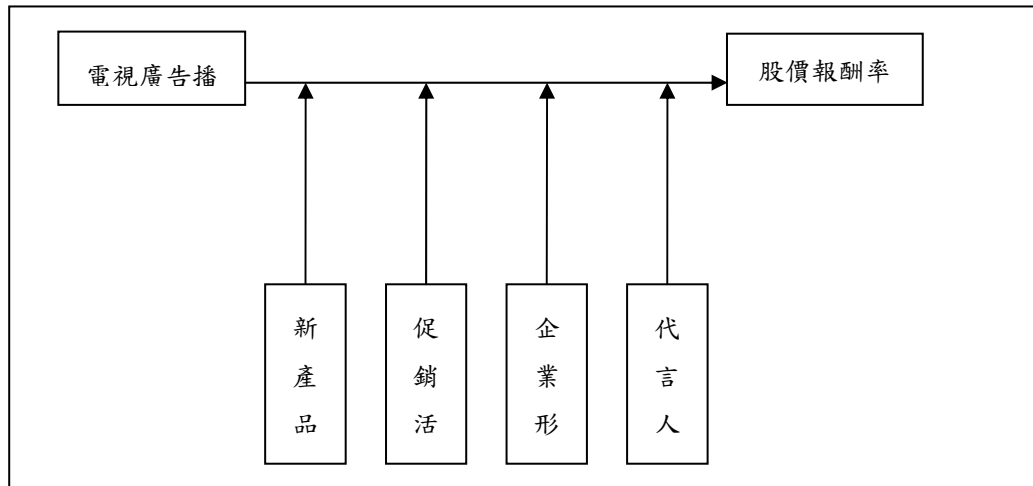 電視廣告播
股價報酬率
新產品
促銷活
企業形
代言人